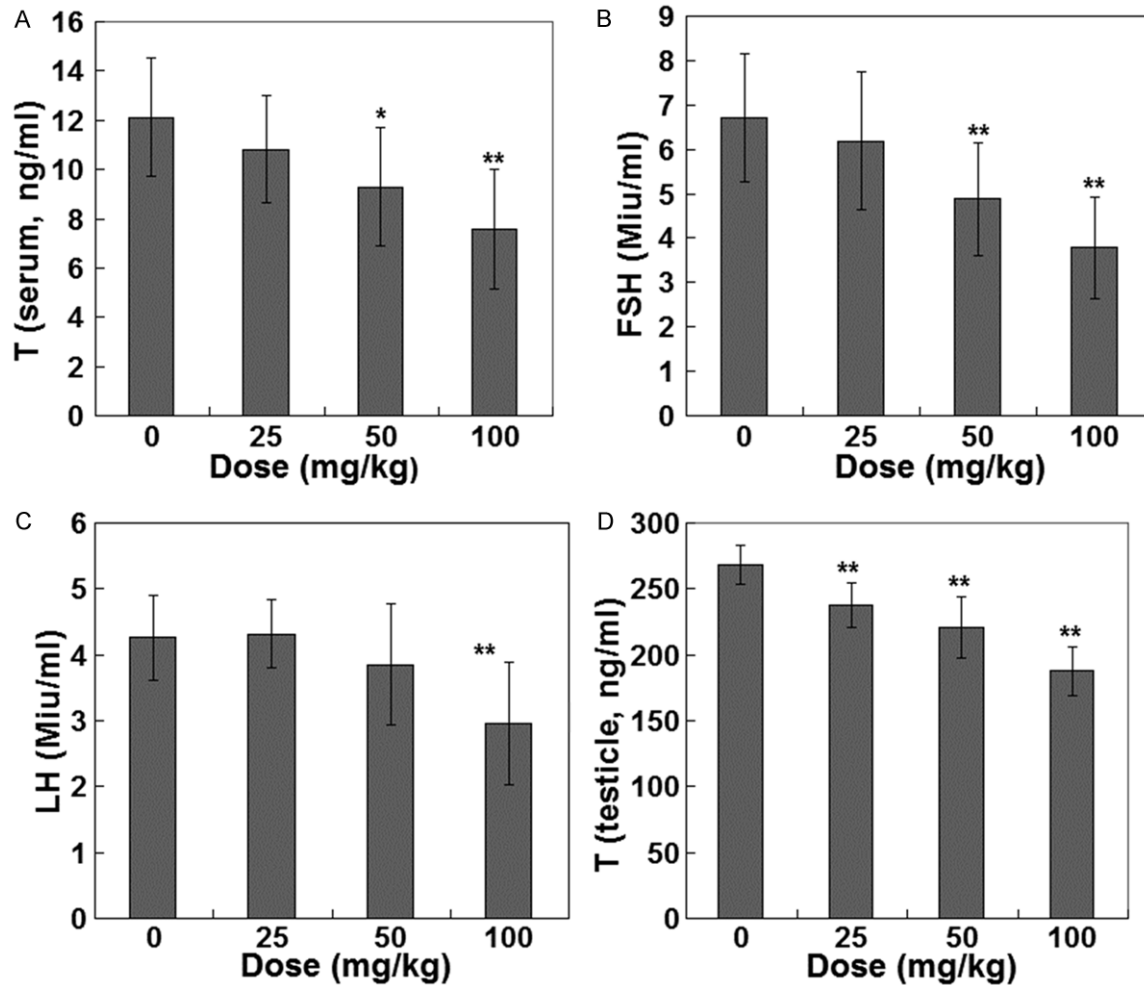 A
T (serum, ng/ml)
16
14
12
10
8
6
4
2
0
*
**
0 25 50 100
Dose (mg/kg)
B
FSH (Miu/ml)
9
8
7
6
5
4
3
2
1
0
**
**
0 25 50 100
Dose (mg/kg)
C
LH (Miu/ml)
6
5
4
3
2
1
0
**
0 25 50 100
Dose (mg/kg)
D
T (testicle, ng/ml)
300
250
200
150
100
50
0
**
**
**
0 25 50 100
Dose (mg/kg)